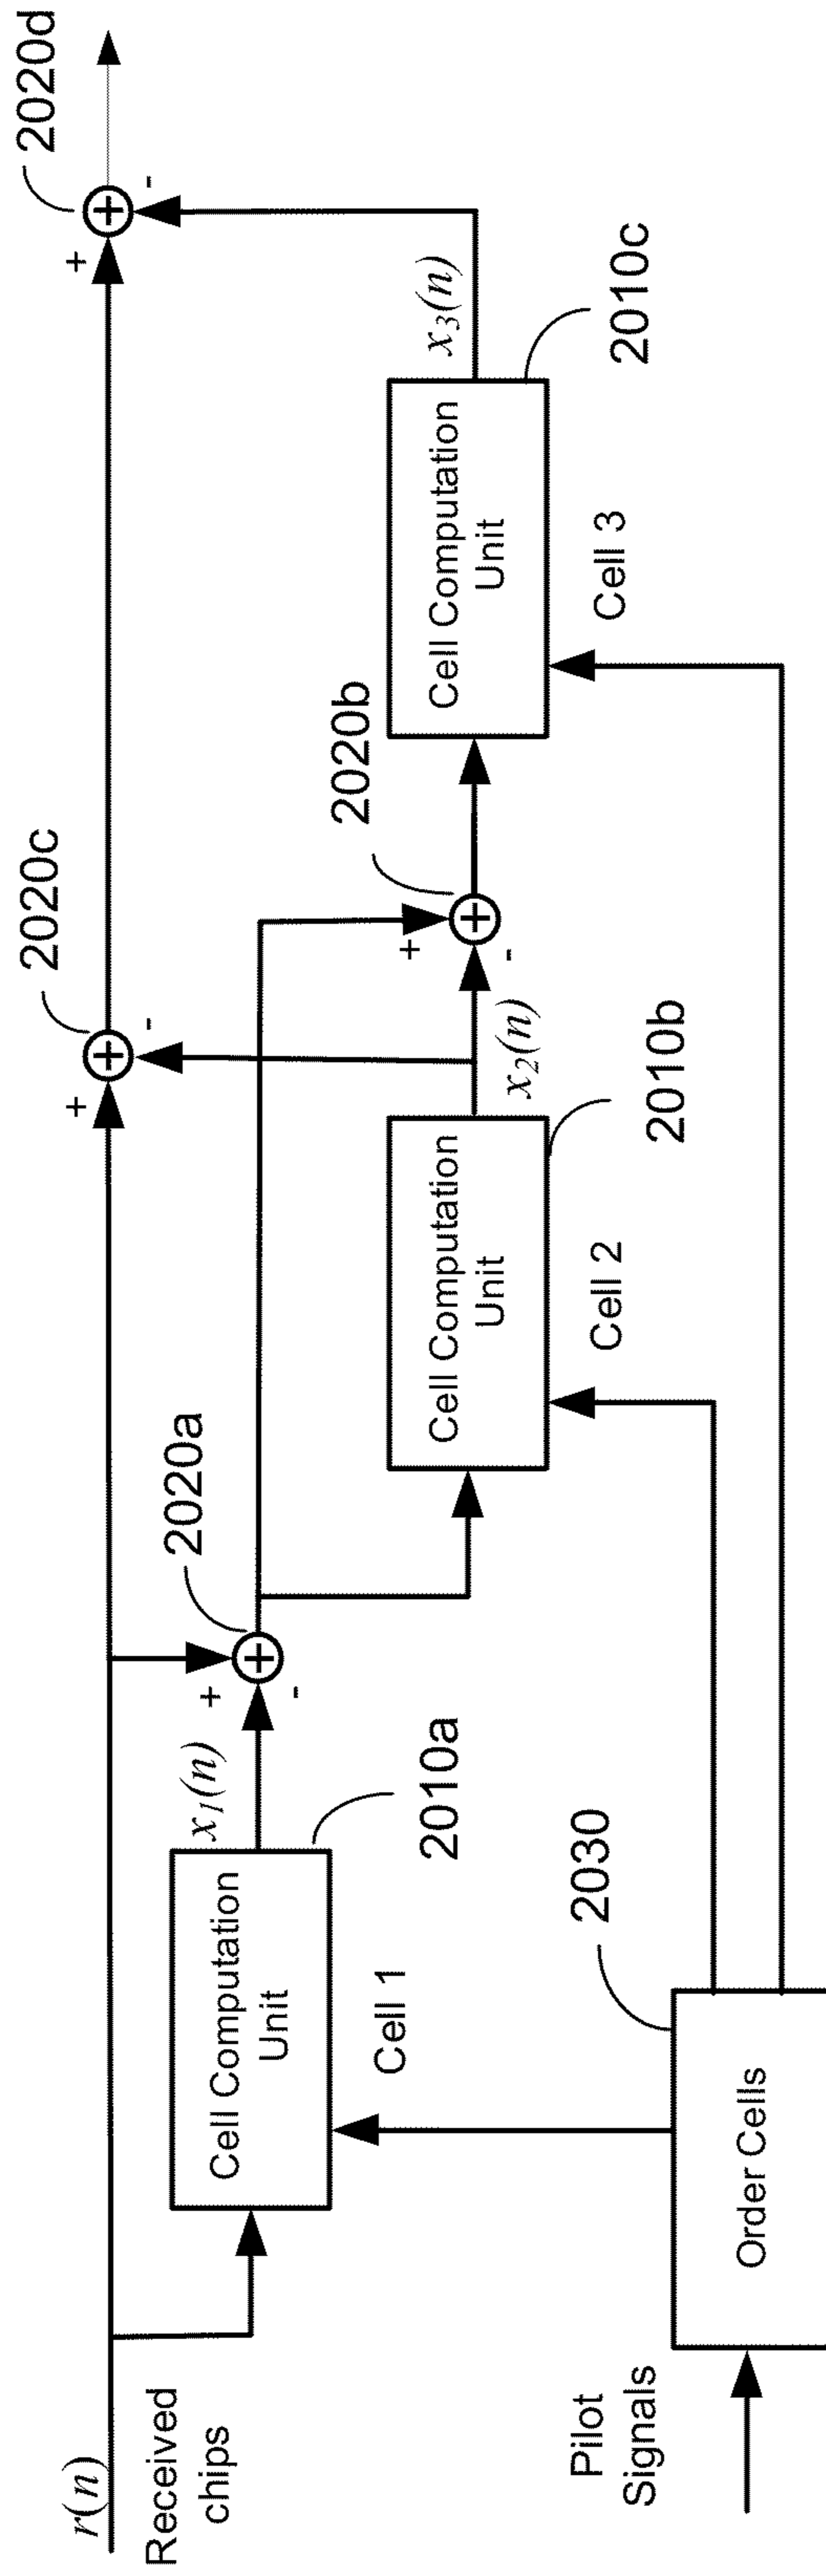 r(n)
Received
chips
Cell Computation
Unit
Cell 1
2010a
x1(n)
+
-
+
2020a
Cell Computation
Unit
Cell 2
2010b
x2(n)
+
-
+
2020c
+
-
+
2020b
Cell Computation
Unit
Cell 3
2010c
x3(n)
+
-
+
2020d
Pilot
Signals
Order Cells
2030